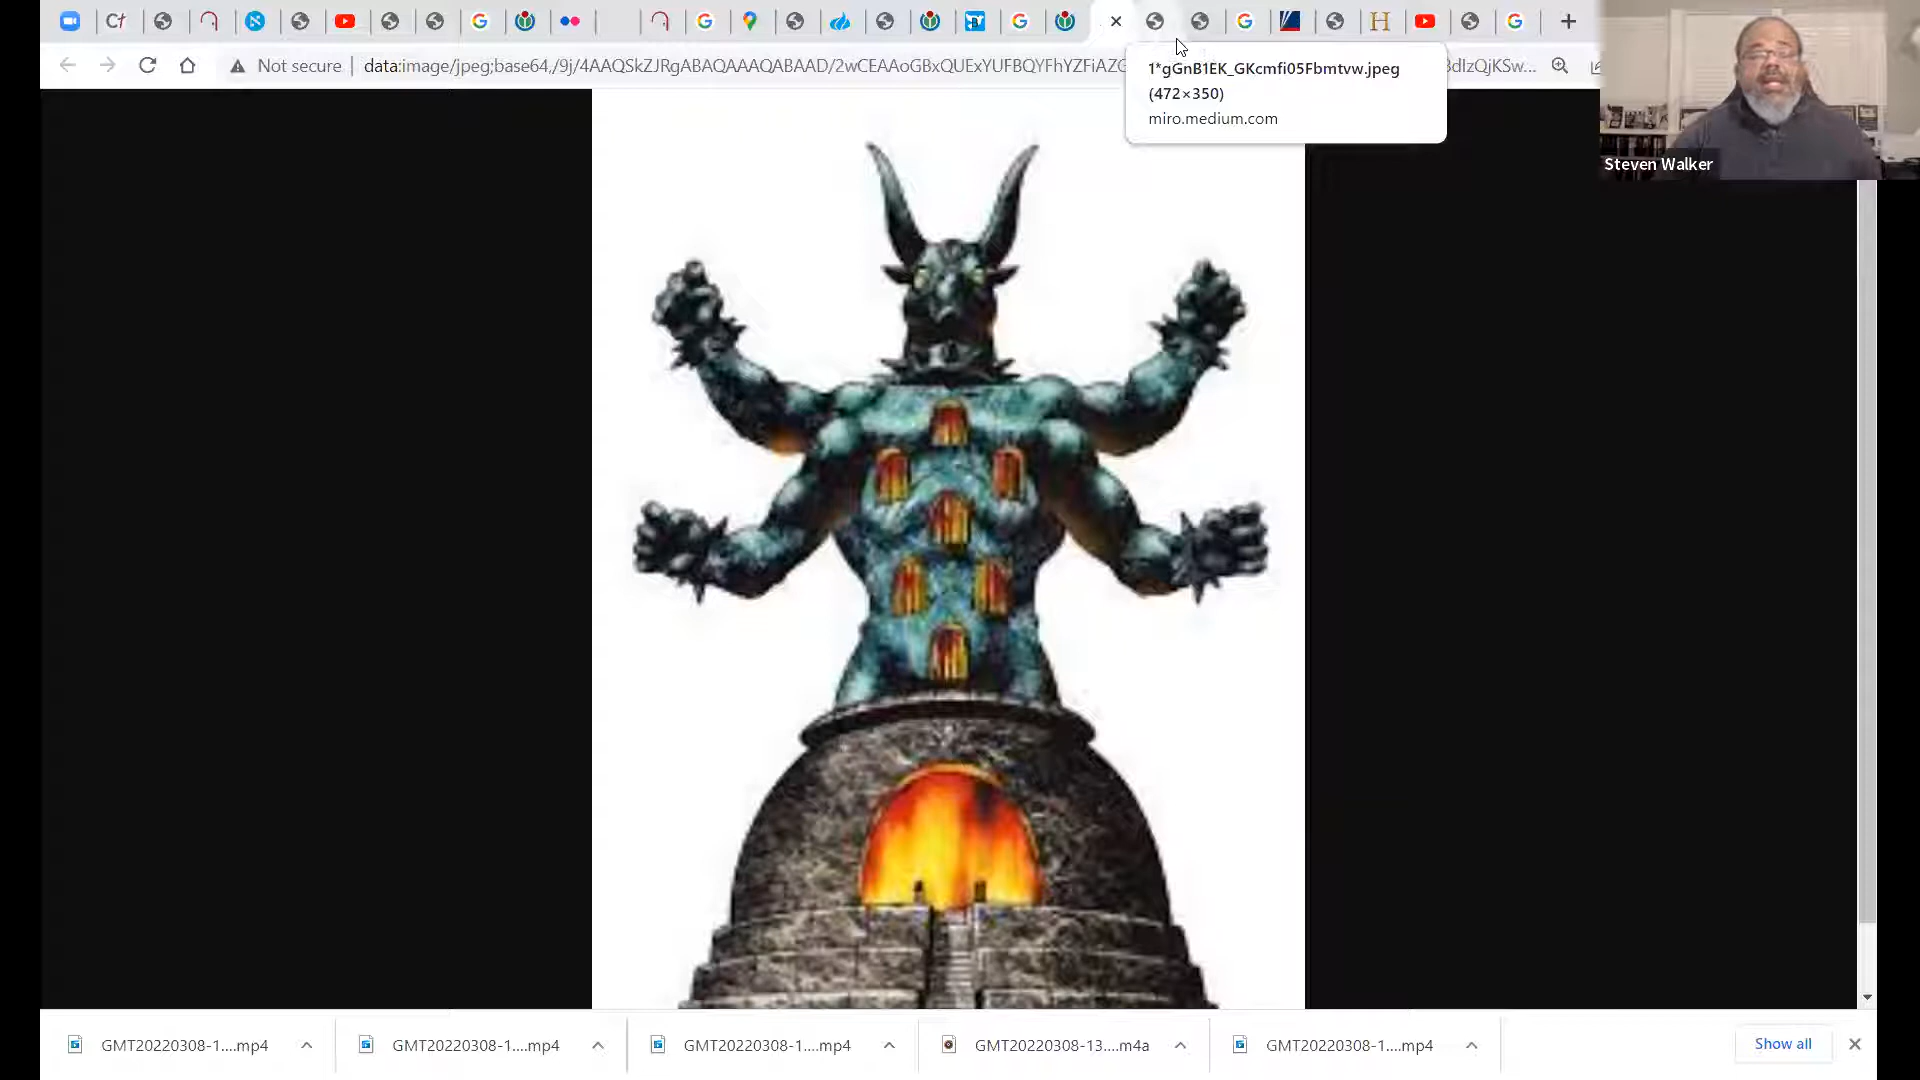 Not secure
data:image/jpeg;base64,/9j/4AAQSkZJRgABAQAAAQABAAD/2wCEAAoGBxQUExYUFBQYFhYZFiAZG
3dIzQjKSw...
1*gGnB1EK_GKcmfi05Fbmtvw.jpeg
(472×350)
miro.medium.com
Steven Walker
GMT20220308-1....mp4
GMT20220308-1....mp4
GMT20220308-1....mp4
GMT20220308-13....m4a
GMT20220308-1....mp4
Show all